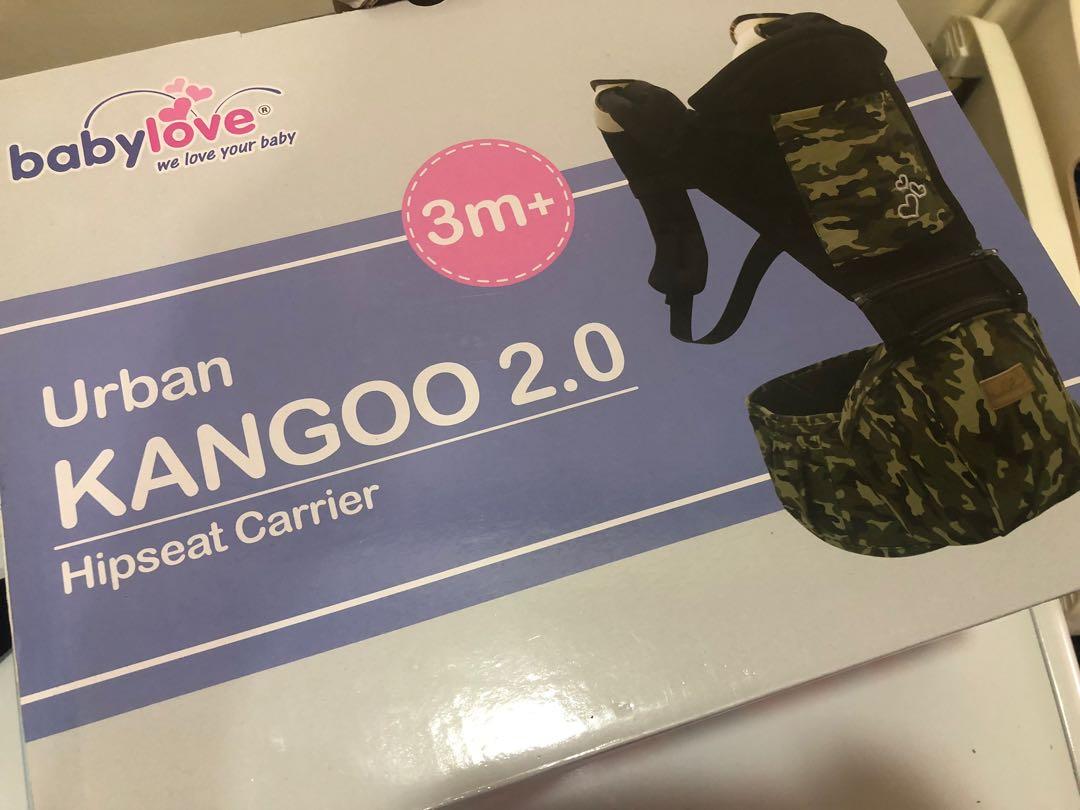 babylove®
we love your baby
3m+
Urban
KANGOO 2.0
Hipseat Carrier